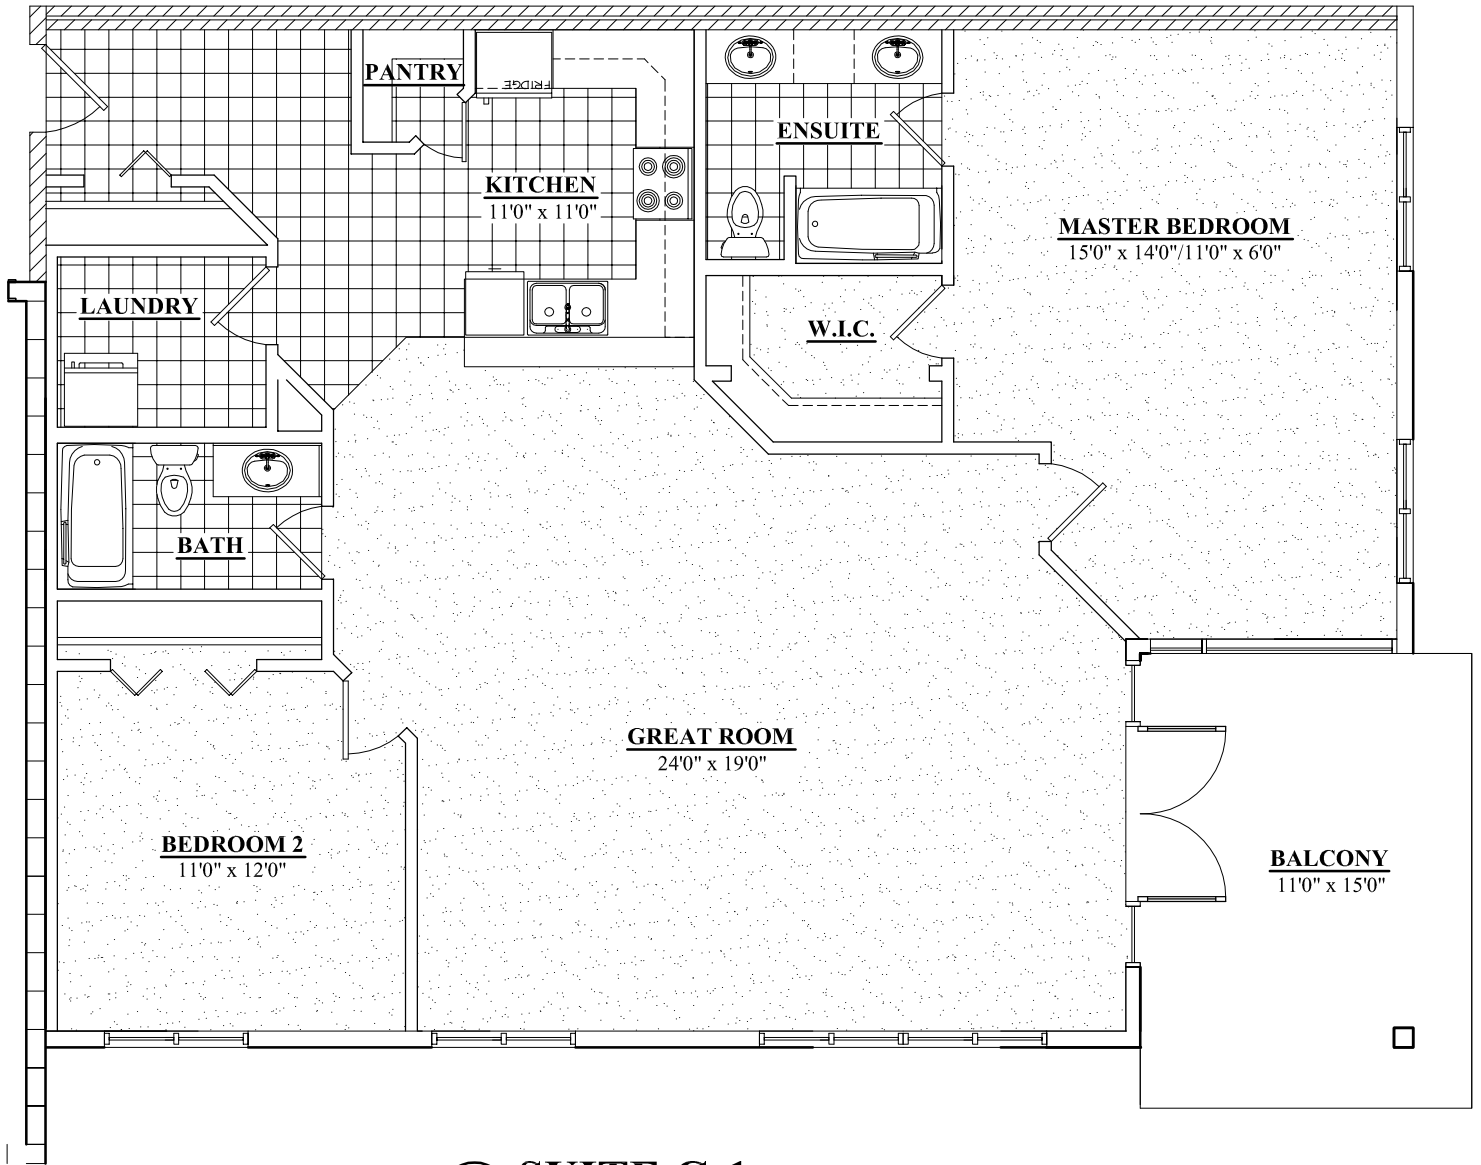 PANTRY
FRIDGE
ENSUITE
KITCHEN
11'0" x 11'0"
MASTER BEDROOM
15'0" x 14'0"/11'0" x 6'0"
LAUNDRY
W.I.C.
BATH
GREAT ROOM
24'0" x 19'0"
BEDROOM 2
11'0" x 12'0"
BALCONY
11'0" x 15'0"